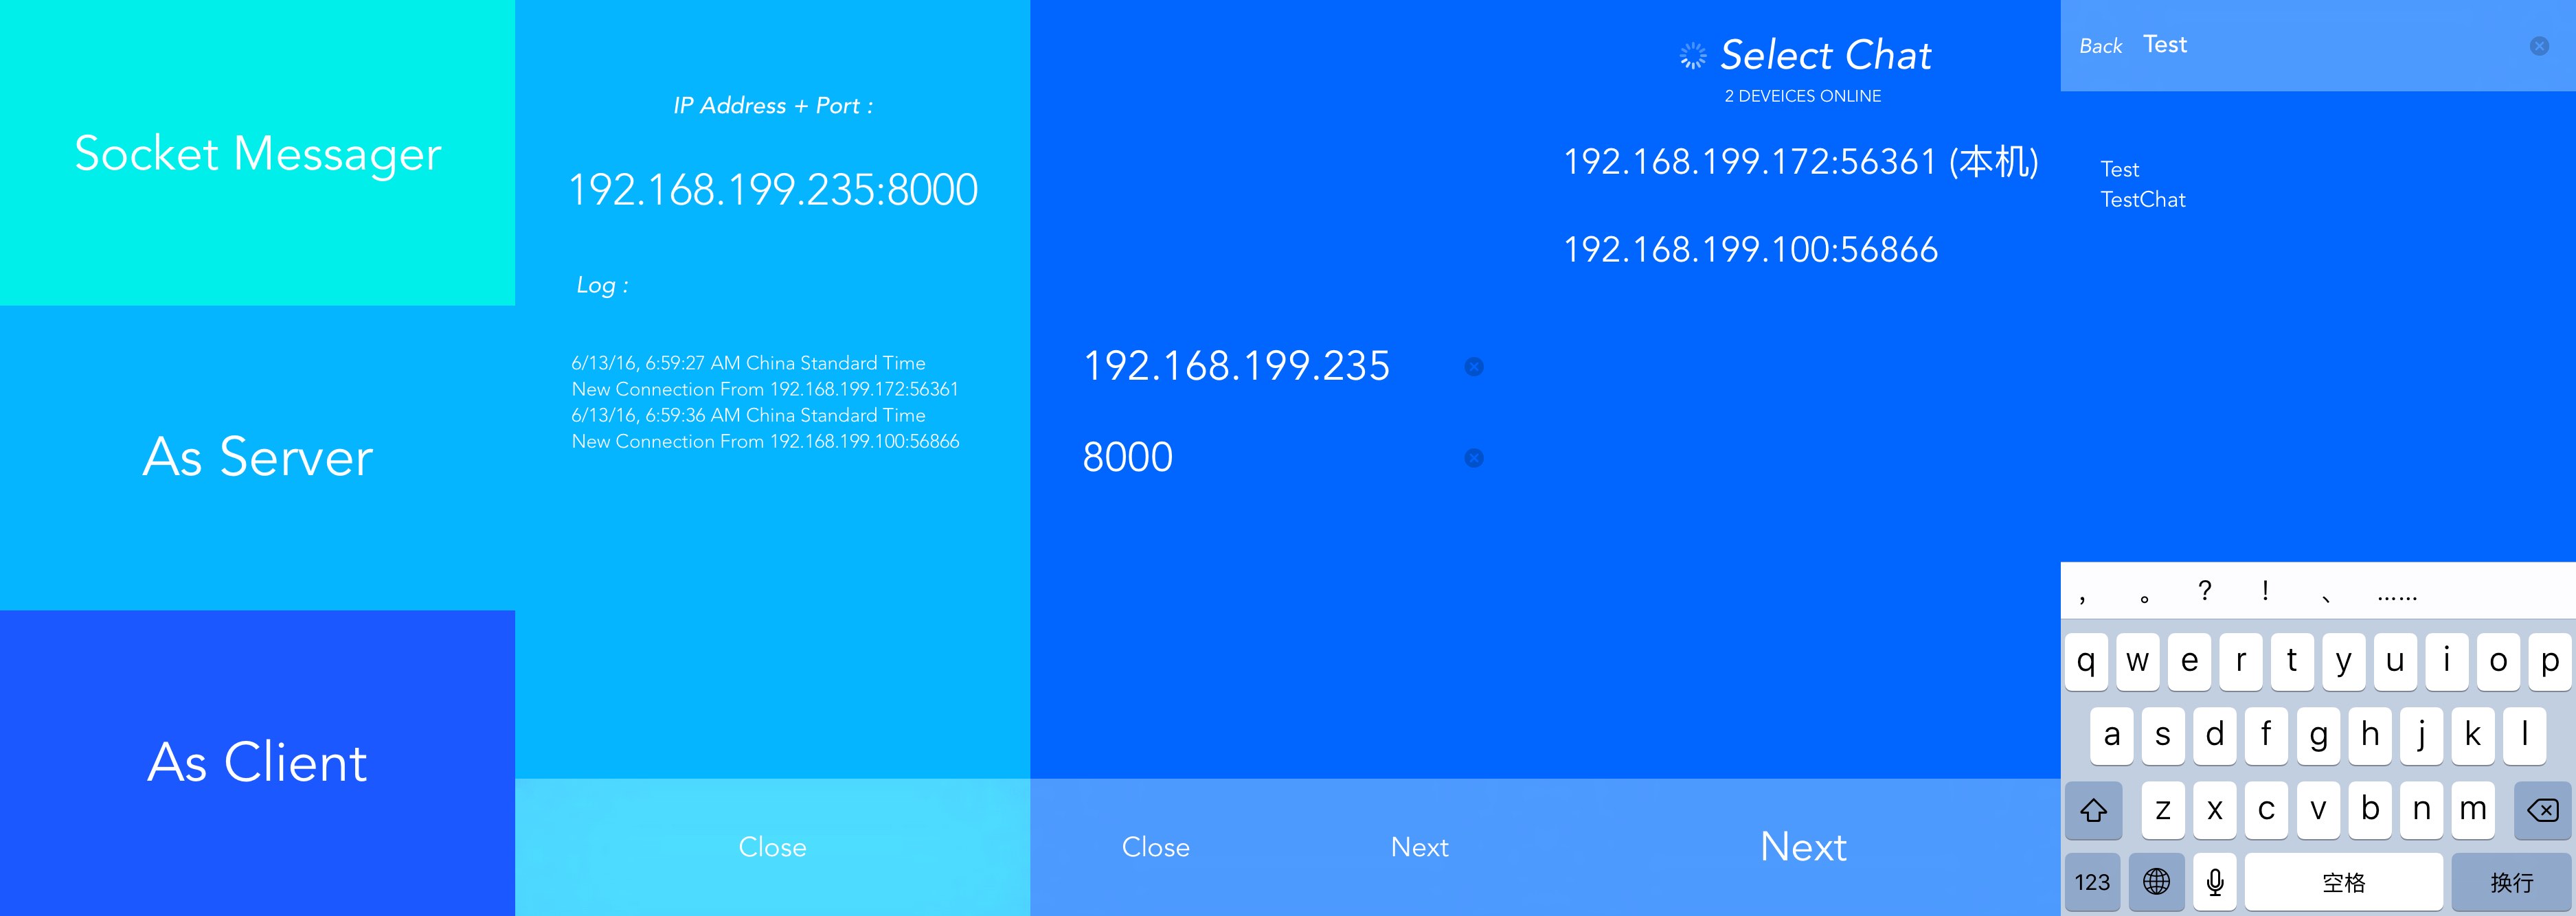 Socket Messager
As Server
As Client
IP Address + Port :
192.168.199.235:8000
Log :
6/13/16, 6:59:27 AM China Standard Time
New Connection From 192.168.199.172:56361
6/13/16, 6:59:36 AM China Standard Time
New Connection From 192.168.199.100:56866
Close
192.168.199.235
8000
Close
Next
Select Chat
2 DEVEICES ONLINE
192.168.199.172:56361 (本机)
192.168.199.100:56866
Next
Back Test
Test
TestChat
, 。 ? ! 、 ……
q w e r t y u i o p
a s d f g h j k l
z x c v b n m
123 空格 换行